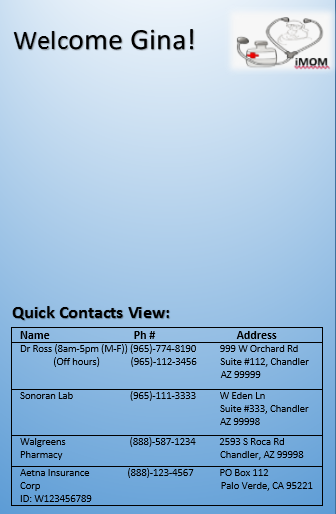 Welcome Gina!
iMOM
Quick Contacts View:
Name Ph # Address
Dr Ross (8am-5pm (M-F)) (965)-774-8190 999 W Orchard Rd
(Off hours) (965)-112-3456 Suite #112, Chandler
AZ 99999
Sonoran Lab (965)-111-3333 W Eden Ln
Suite #333, Chandler
AZ 99998
Walgreens (888)-587-1234 2593 S Roca Rd
Pharmacy Chandler, AZ 99998
Aetna Insurance (888)-123-4567 PO Box 112
Corp Palo Verde, CA 95221
ID: W123456789